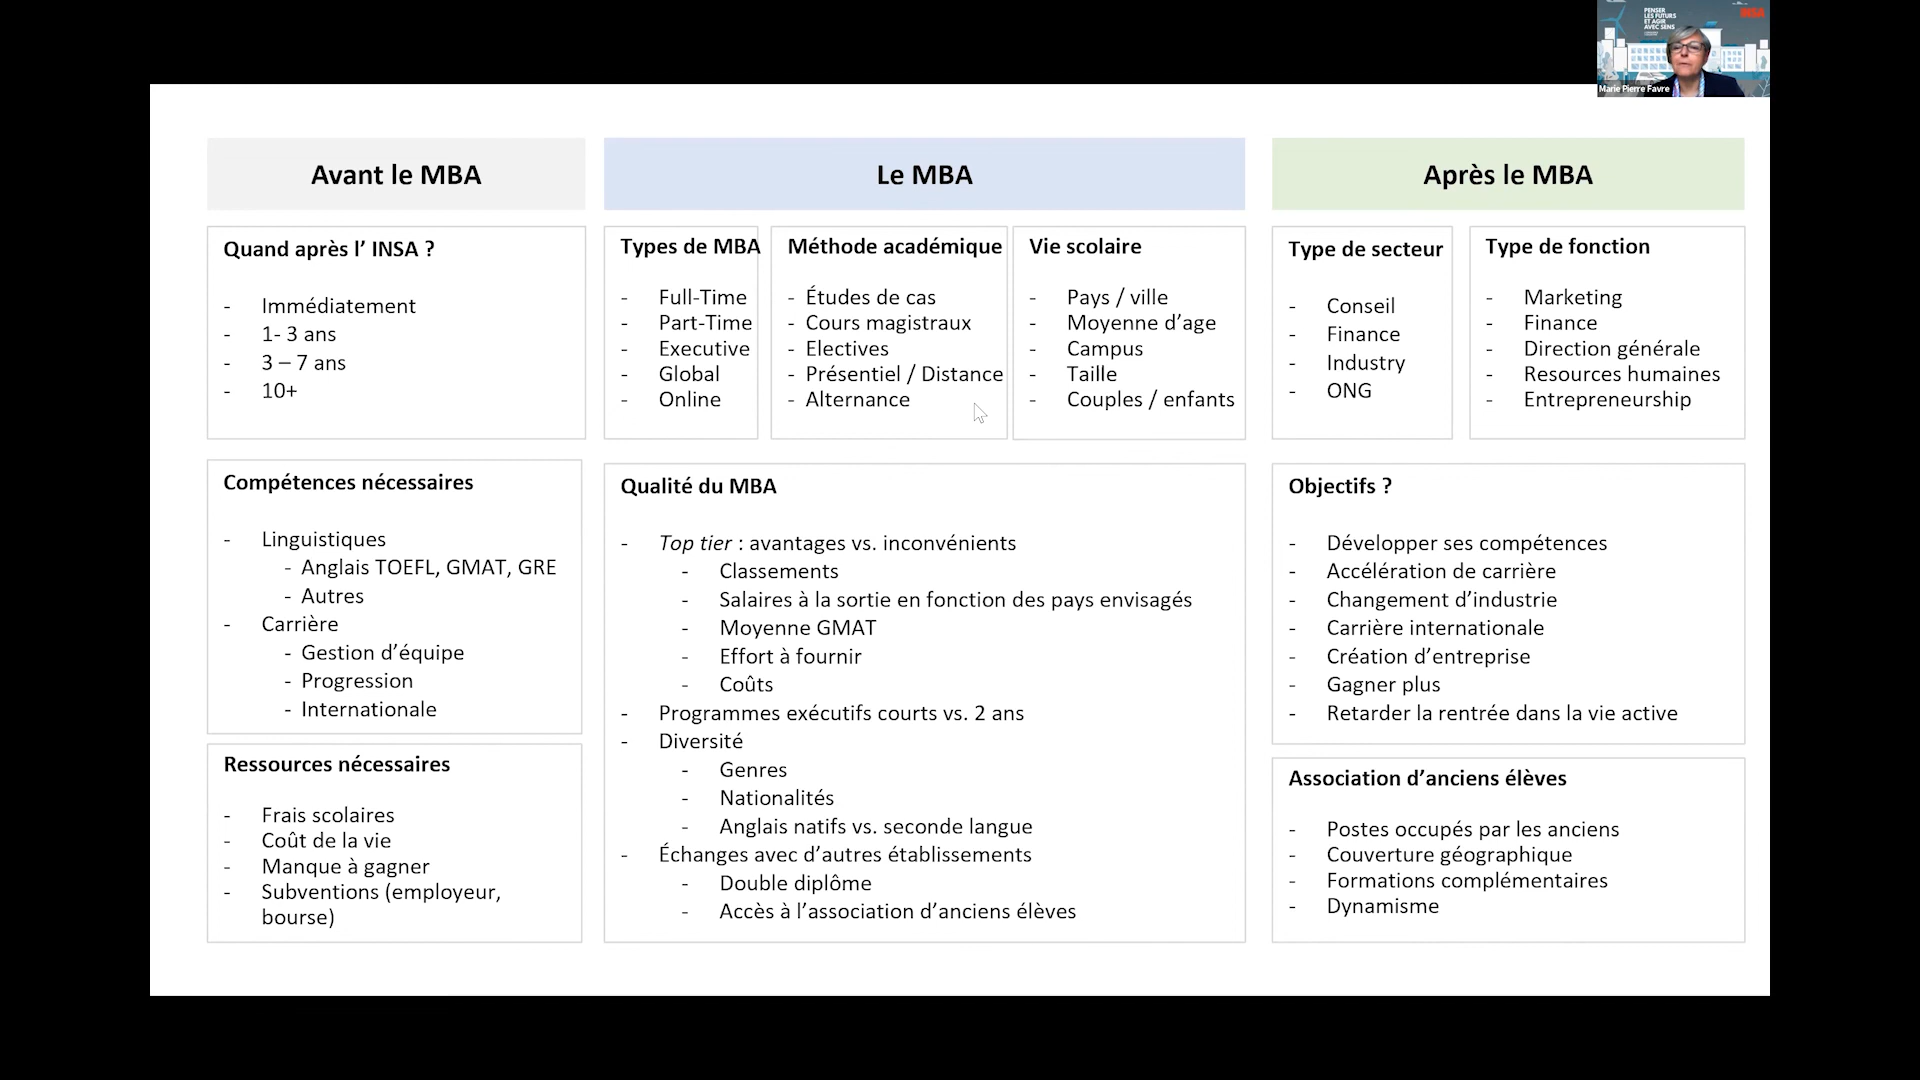 PENSER
LES FUTURS
ET AGIR
AVEC SENS
INSA
Marie Pierre Favre
Avant le MBA
Quand après l’ INSA ?
- Immédiatement
- 1- 3 ans
- 3 – 7 ans
- 10+
Compétences nécessaires
- Linguistiques
- Anglais TOEFL, GMAT, GRE
- Autres
- Carrière
- Gestion d’équipe
- Progression
- Internationale
Ressources nécessaires
- Frais scolaires
- Coût de la vie
- Manque à gagner
- Subventions (employeur,
bourse)
Le MBA
Types de MBA
- Full-Time
- Part-Time
- Executive
- Global
- Online
Méthode académique
- Études de cas
- Cours magistraux
- Electives
- Présentiel / Distance
- Alternance
Vie scolaire
- Pays / ville
- Moyenne d’age
- Campus
- Taille
- Couples / enfants
Qualité du MBA
- Top tier : avantages vs. inconvénients
- Classements
- Salaires à la sortie en fonction des pays envisagés
- Moyenne GMAT
- Effort à fournir
- Coûts
- Programmes exécutifs courts vs. 2 ans
- Diversité
- Genres
- Nationalités
- Anglais natifs vs. seconde langue
- Échanges avec d’autres établissements
- Double diplôme
- Accès à l’association d’anciens élèves
Après le MBA
Type de secteur
- Conseil
- Finance
- Industry
- ONG
Type de fonction
- Marketing
- Finance
- Direction générale
- Resources humaines
- Entrepreneurship
Objectifs ?
- Développer ses compétences
- Accélération de carrière
- Changement d’industrie
- Carrière internationale
- Création d’entreprise
- Gagner plus
- Retarder la rentrée dans la vie active
Association d’anciens élèves
- Postes occupés par les anciens
- Couverture géographique
- Formations complémentaires
- Dynamisme